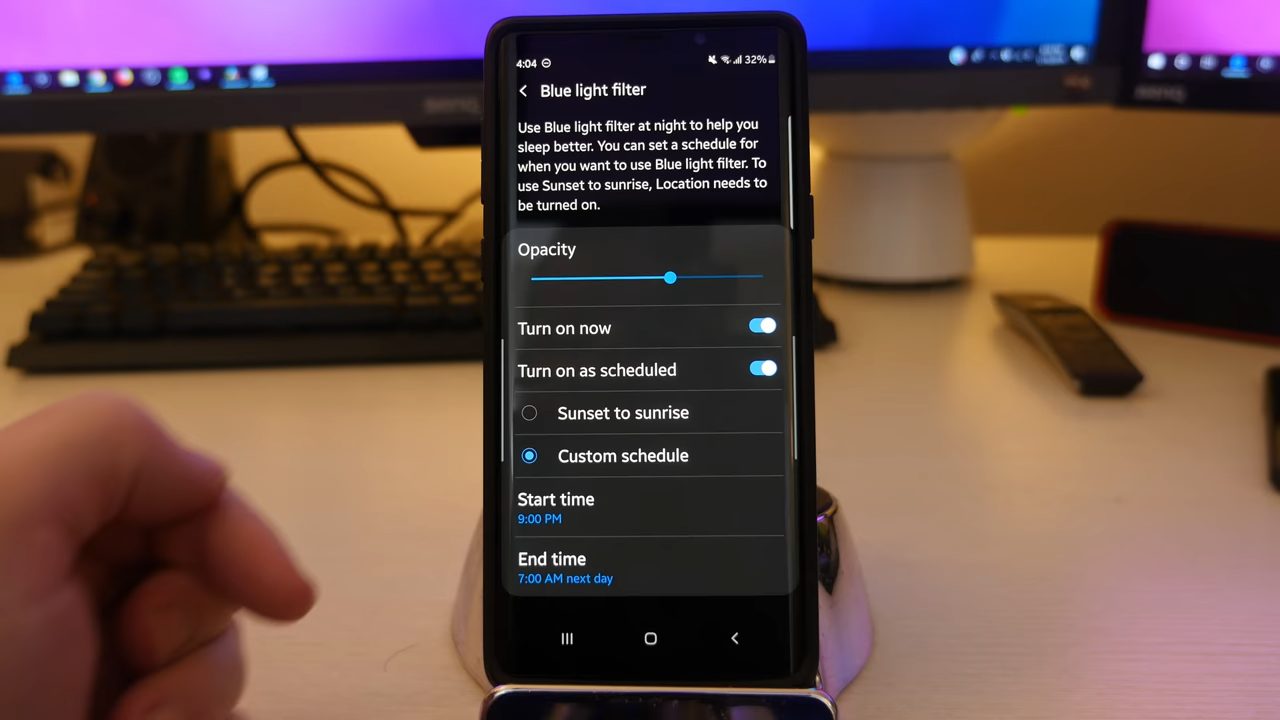 4:04
32%
Blue light filter
Use Blue light filter at night to help you
sleep better. You can set a schedule for
when you want to use Blue light filter. To
use Sunset to sunrise, Location needs to
be turned on.
Opacity
Turn on now
Turn on as scheduled
Sunset to sunrise
Custom schedule
Start time
9:00 PM
End time
7:00 AM next day